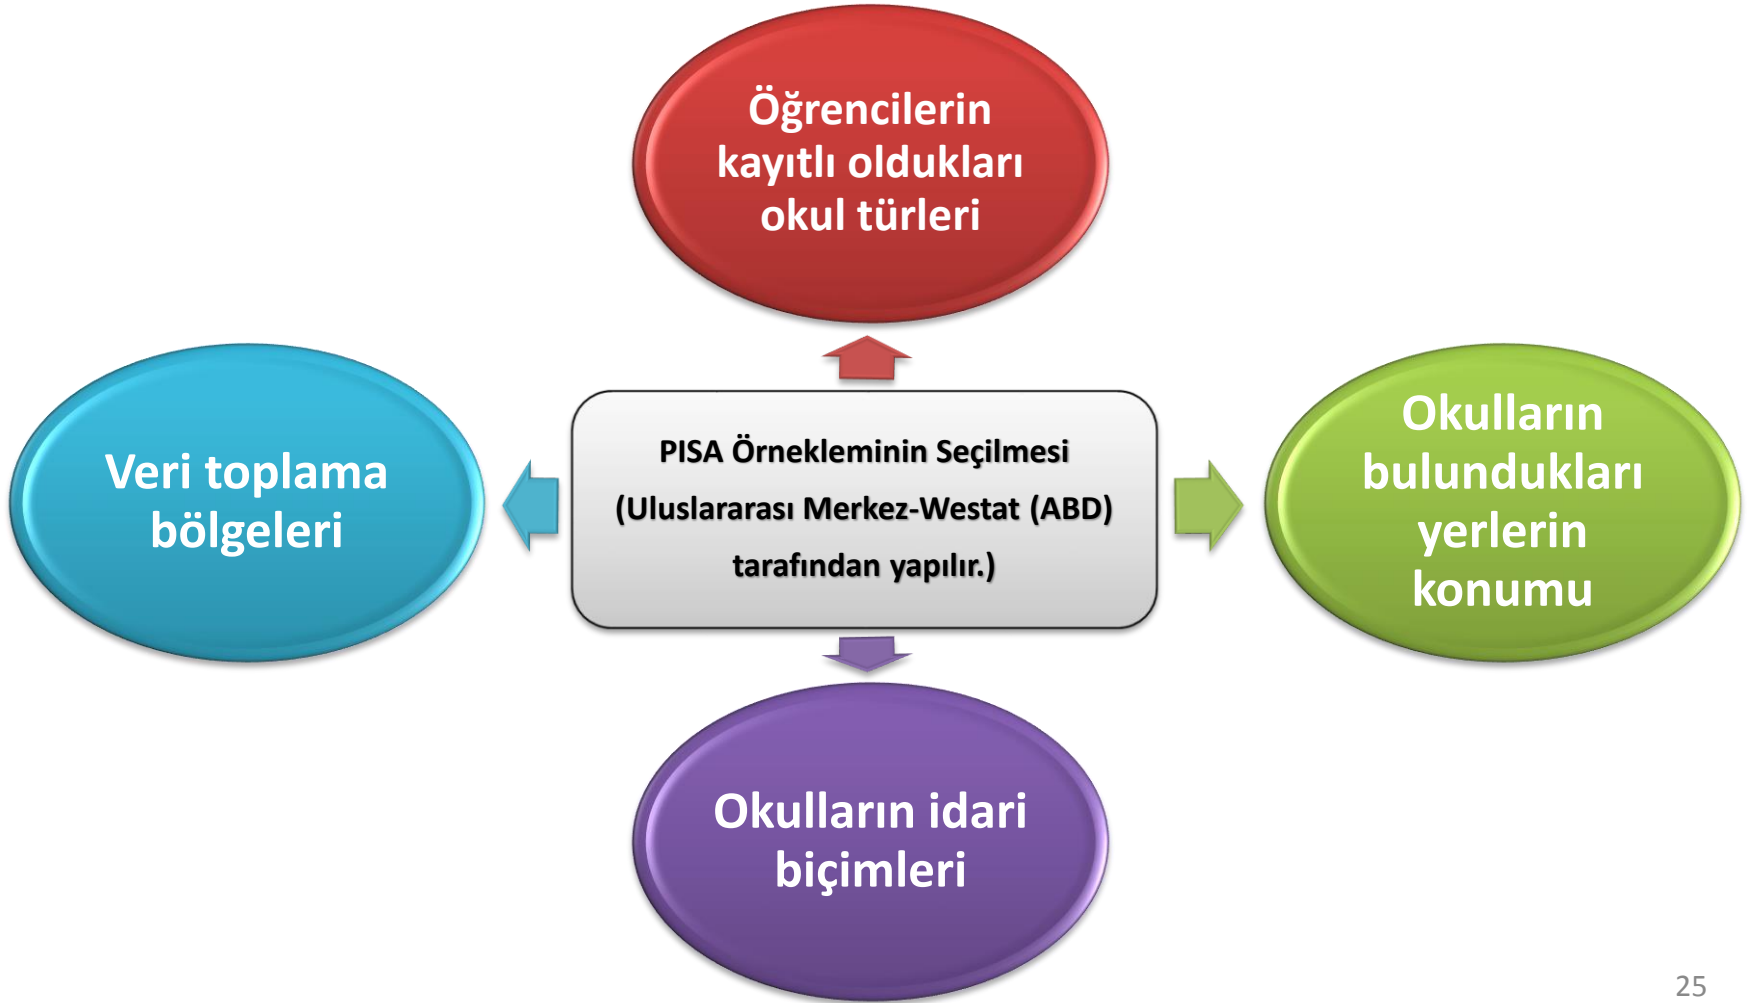 Öğrencilerin
kayıtlı oldukları
okul türleri
Veri toplama
bölgeleri
PISA Örnekleminin Seçilmesi
(Uluslararası Merkez-Westat (ABD)
tarafından yapılır.)
Okulların
bulundukları
yerlerin
konumu
Okulların idari
biçimleri
25